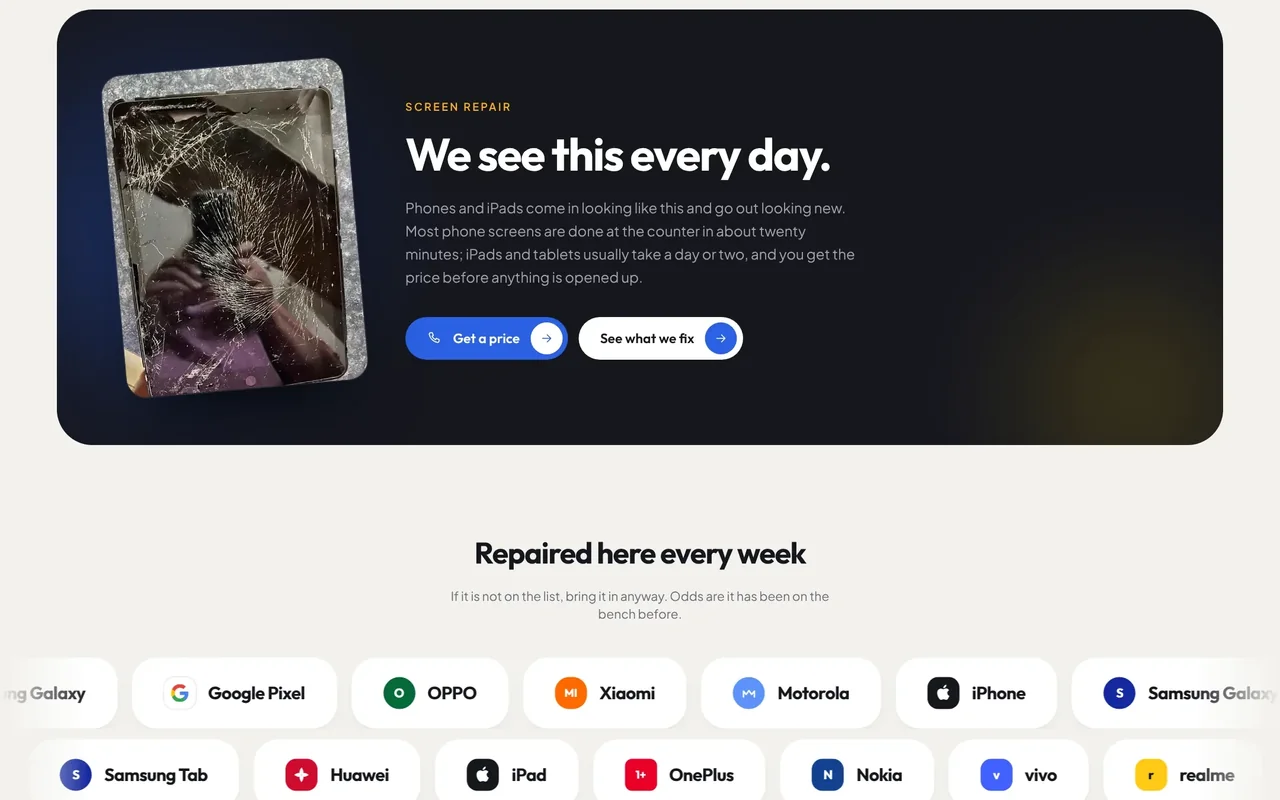 SCREEN REPAIR
We see this every day.
Phones and iPads come in looking like this and go out looking new.
Most phone screens are done at the counter in about twenty
minutes; iPads and tablets usually take a day or two, and you get the
price before anything is opened up.
Get a price
See what we fix
Repaired here every week
If it is not on the list, bring it in anyway. Odds are it has been on the
bench before.
ng Galaxy
G Google Pixel
O OPPO
MI Xiaomi
Motorola
iPhone
S Samsung Galaxy
S Samsung Tab
Huawei
iPad
1+ OnePlus
N Nokia
v vivo
r realme